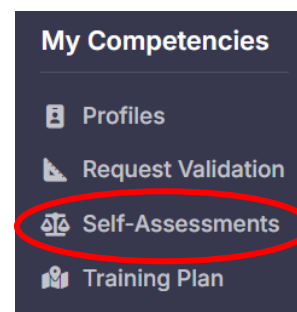 My Competencies
Profiles
Request Validation
Self-Assessments
Training Plan